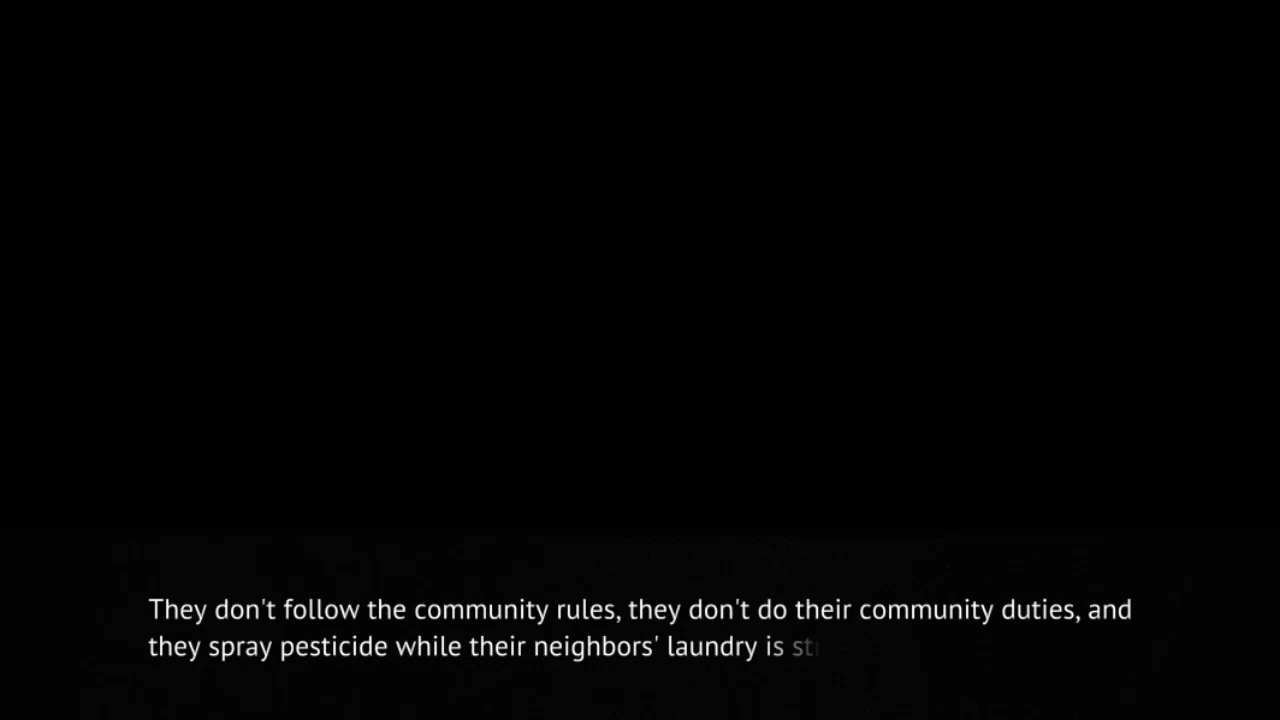 They don't follow the community rules, they don't do their community duties, and
they spray pesticide while their neighbors' laundry is